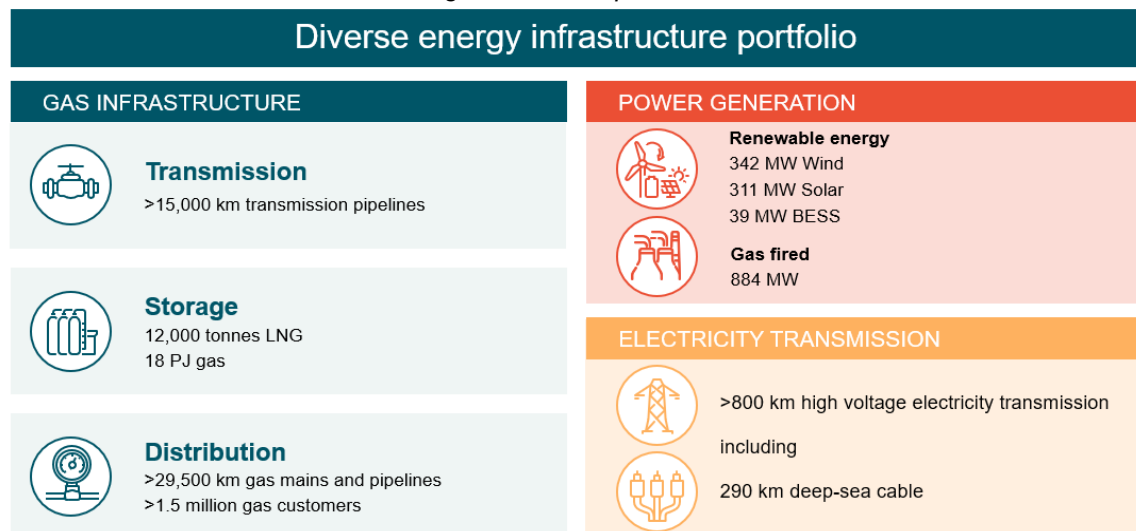 Diverse energy infrastructure portfolio
GAS INFRASTRUCTURE
Transmission
>15,000 km transmission pipelines
Storage
12,000 tonnes LNG
18 PJ gas
Distribution
>29,500 km gas mains and pipelines
>1.5 million gas customers
POWER GENERATION
Renewable energy
342 MW Wind
311 MW Solar
39 MW BESS
Gas fired
884 MW
ELECTRICITY TRANSMISSION
>800 km high voltage electricity transmission
including
290 km deep-sea cable